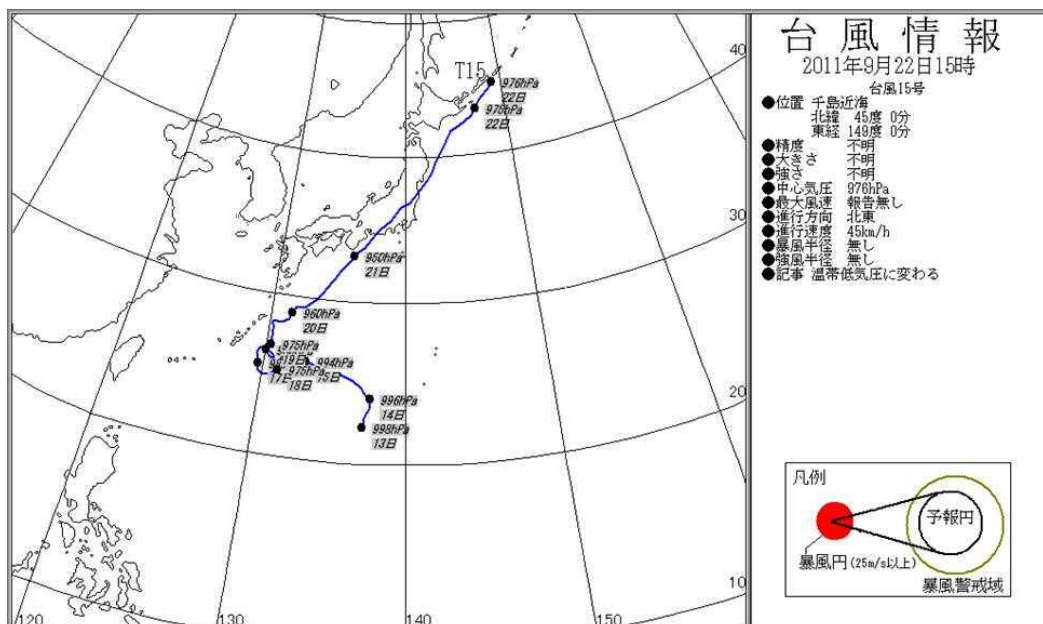 台風情報
2011年9月22日15時
台風15号
●位置 千島近海
北緯 45度 0分
東経 149度 0分
●精度 不明
●大きさ 不明
●強さ 不明
●中心気圧 976hPa
●最大風速 報告無し
●進行方向 北東
●進行速度 45km/h
●暴風半径 無し
●強風半径 無し
●記事 温帯低気圧に変わる
T15
976hPa
22日
22日
950hPa
21日
960hPa
20日
975hPa
19日
975hPa
18日
17日
994hPa
15日
996hPa
14日
998hPa
13日
40
30
20
10
120
130
140
150
凡例
予報円
暴風円(25m/s以上)
暴風警戒域